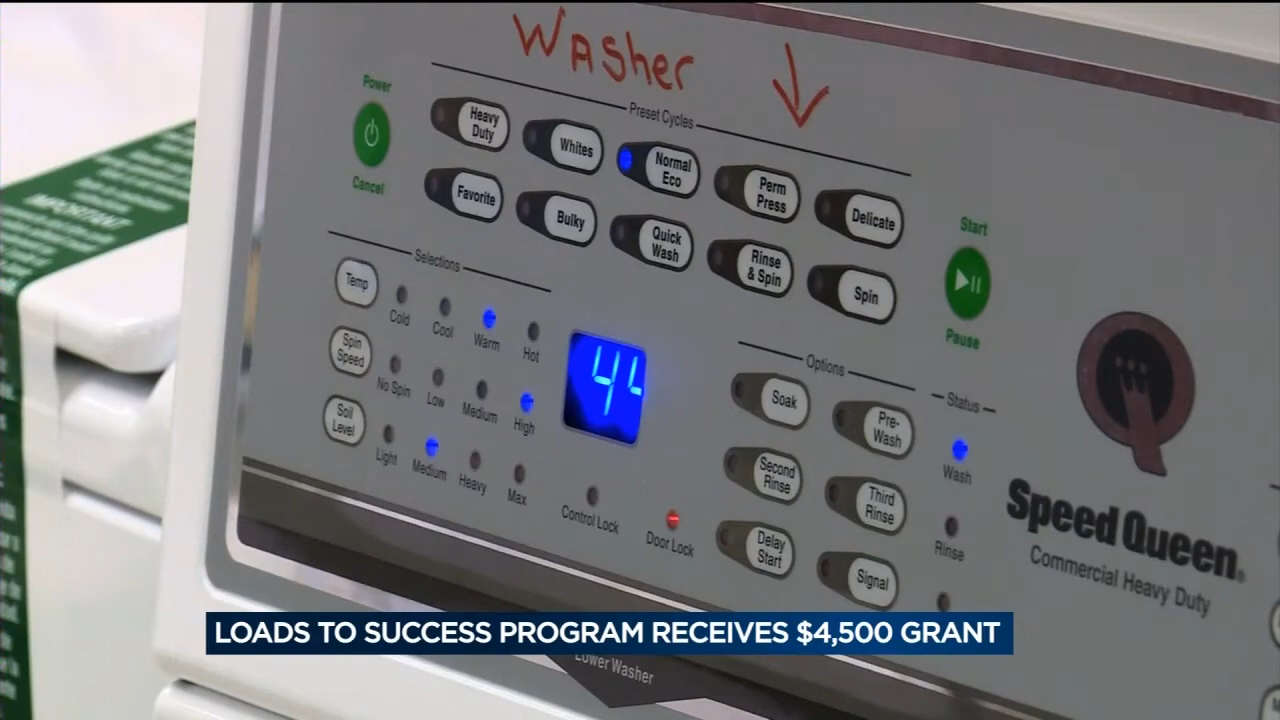 Washer ↓
Power
Cancel
Preset Cycles
Heavy
Duty
Whites
Normal
Eco
Perm
Press
Delicate
Favorite
Bulky
Quick
Wash
Rinse
& Spin
Spin
Start
Pause
Selections
Temp
Cold Cool Warm Hot
Spin
Speed
No Spin Low Medium High
Soil
Level
Light Medium Heavy Max
Control Lock
Door Lock
Options
Soak
Pre-
Wash
Second
Rinse
Third
Rinse
Delay
Start
Signal
Status
Wash
Rinse
Speed Queen®
Commercial Heavy Duty
IMPORTANT
LOADS TO SUCCESS PROGRAM RECEIVES $4,500 GRANT
Lower Washer